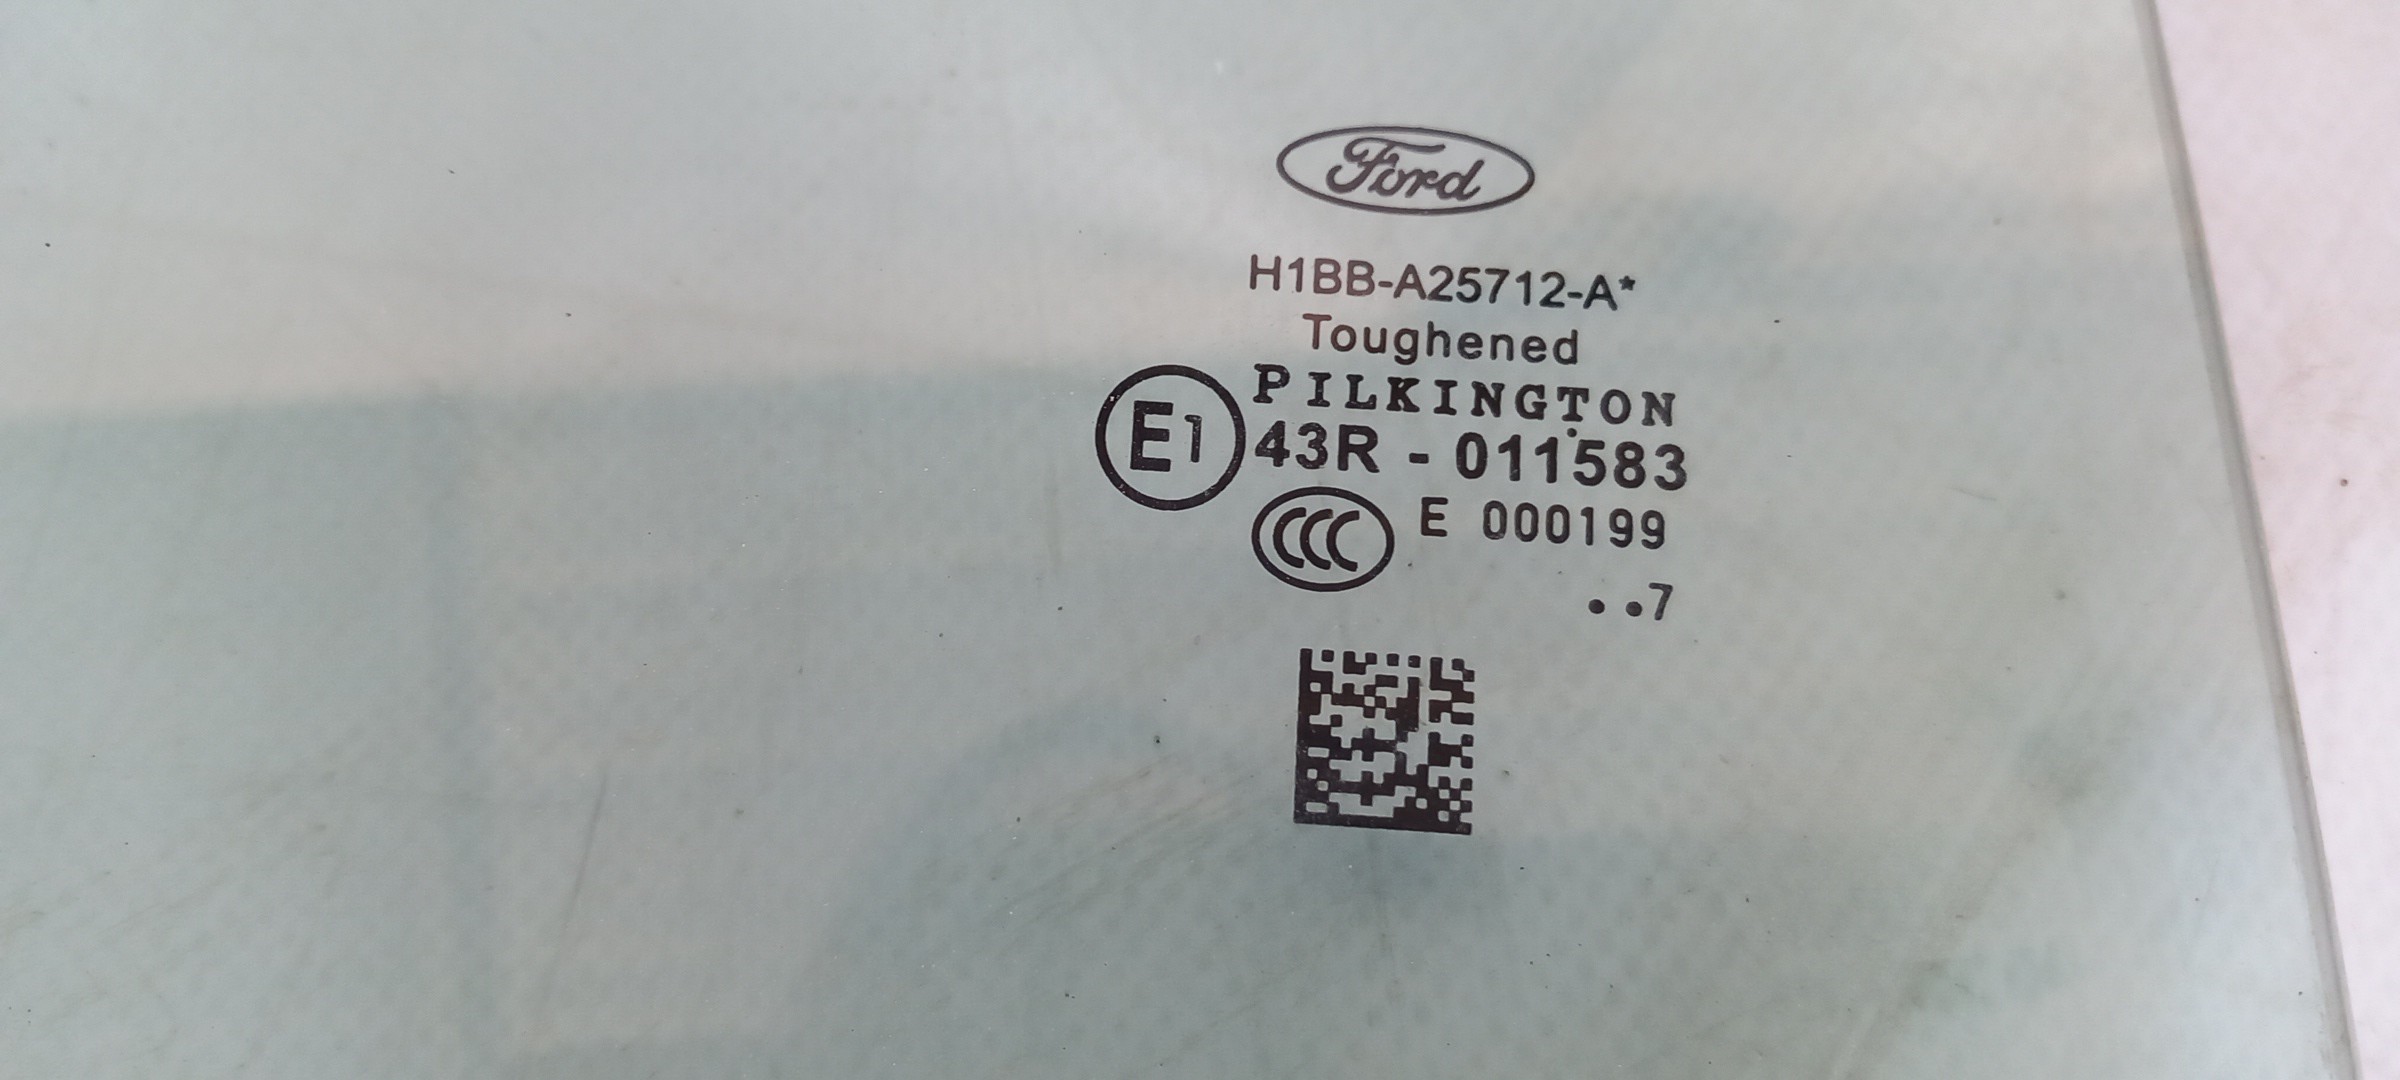 Ford
H1BB-A25712-A*
Toughened
PILKINGTON
E1 43R - 011583
CCC E 000199
..7